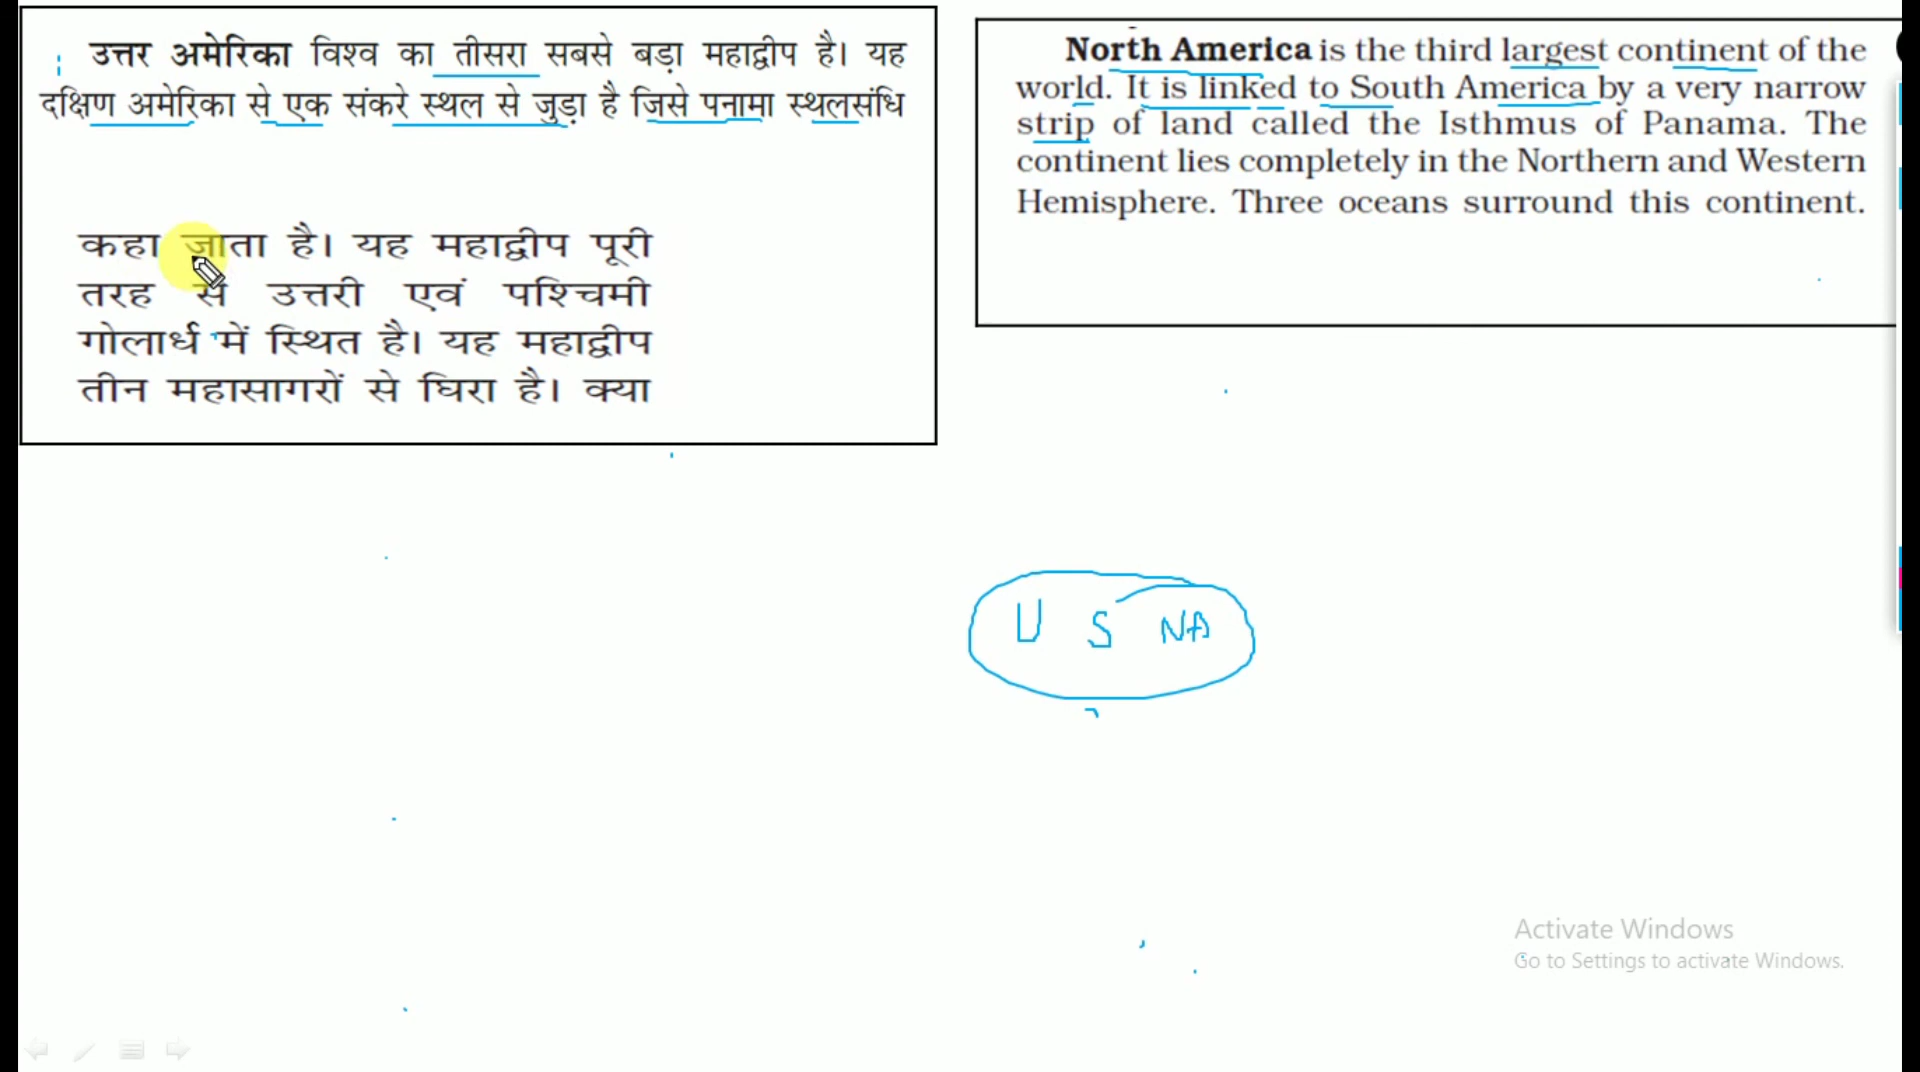 उत्तर अमेरिका विश्व का तीसरा सबसे बड़ा महाद्वीप है। यह
दक्षिण अमेरिका से एक संकरे स्थल से जुड़ा है जिसे पनामा स्थलसंधि
कहा जाता है। यह महाद्वीप पूरी
तरह से उत्तरी एवं पश्चिमी
गोलार्ध में स्थित है। यह महाद्वीप
तीन महासागरों से घिरा है। क्या
North America is the third largest continent of the
world. It is linked to South America by a very narrow
strip of land called the Isthmus of Panama. The
continent lies completely in the Northern and Western
Hemisphere. Three oceans surround this continent.
U S NA
Activate Windows
Go to Settings to activate Windows.